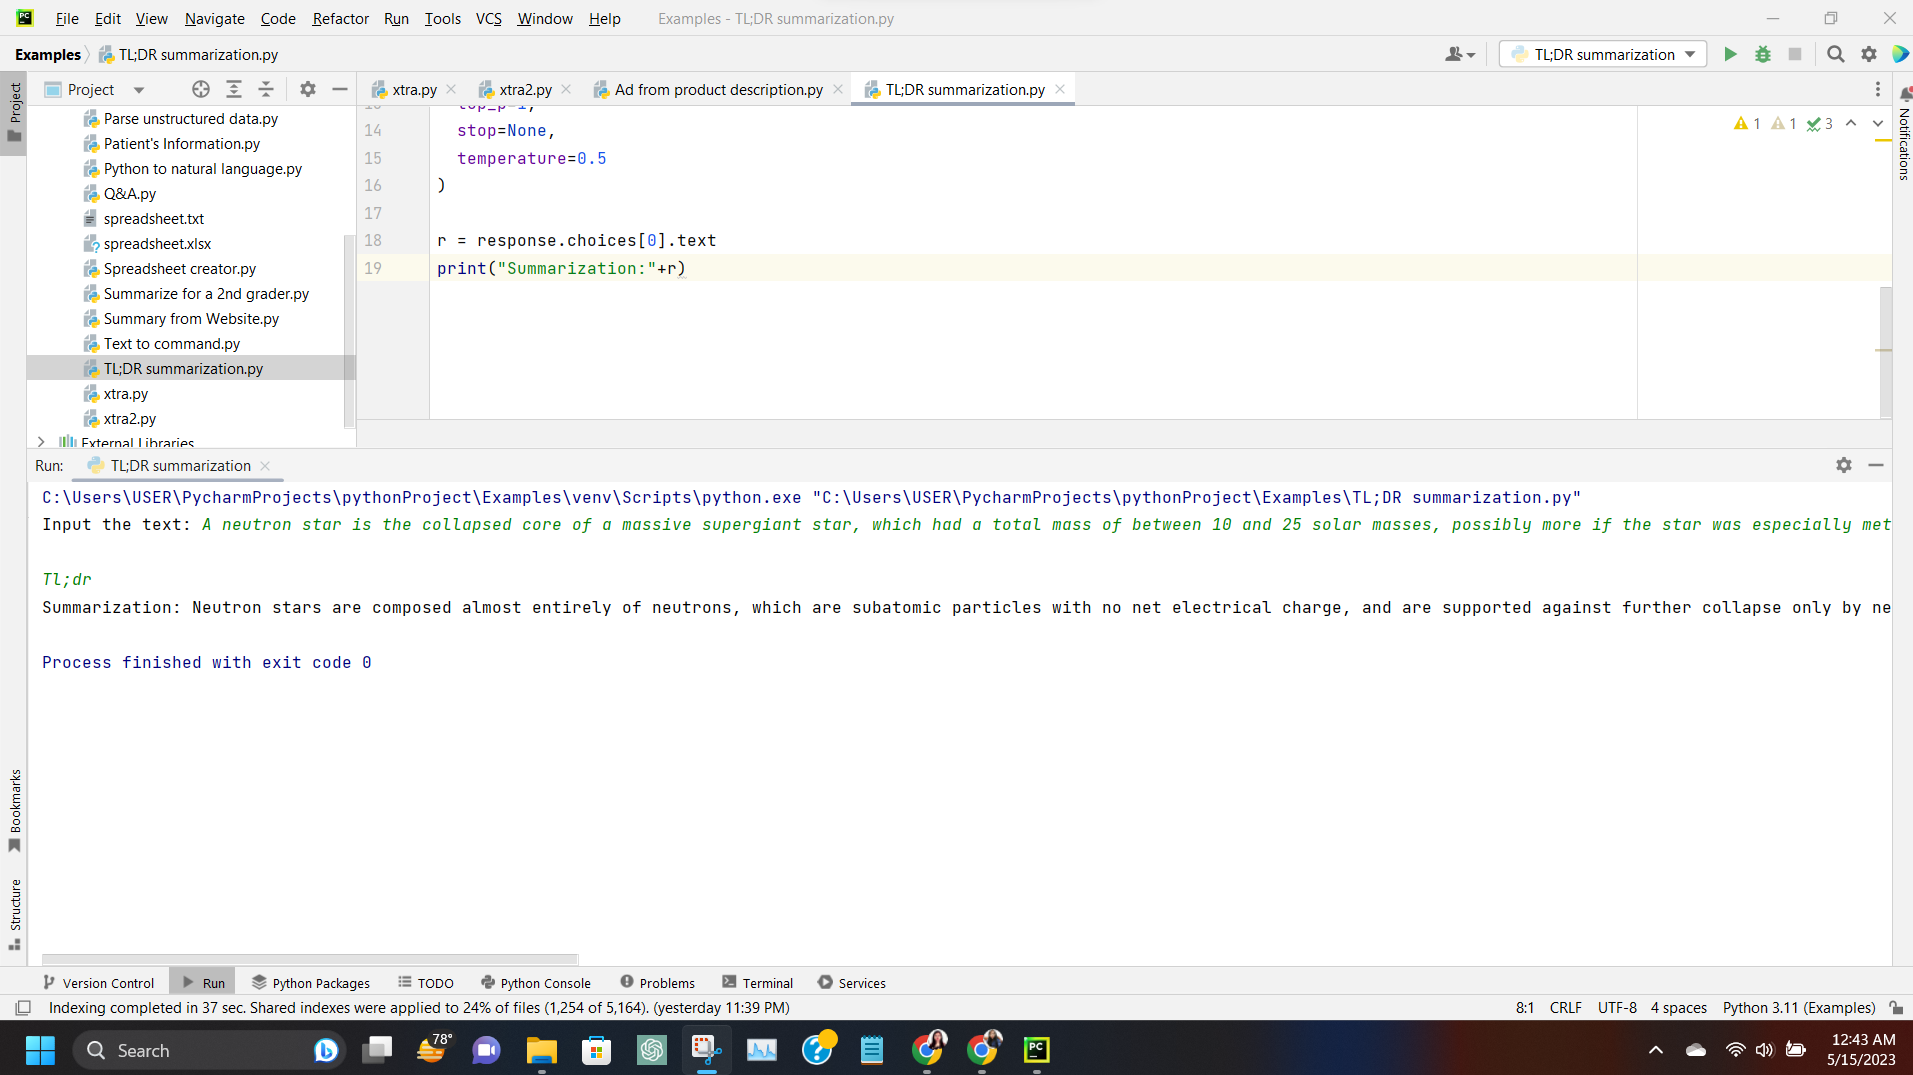 File Edit View Navigate Code Refactor Run Tools VCS Window Help Examples - TL;DR summarization.py
Examples TL;DR summarization.py TL;DR summarization
Project
Project xtra.py xtra2.py Ad from product description.py TL;DR summarization.py
Notifications
Parse unstructured data.py
Patient's Information.py
Python to natural language.py
Q&A.py
spreadsheet.txt
spreadsheet.xlsx
Spreadsheet creator.py
Summarize for a 2nd grader.py
Summary from Website.py
Text to command.py
TL;DR summarization.py
xtra.py
xtra2.py
External Libraries
1 1 3
14 stop=None,
15 temperature=0.5
16 )
17
18 r = response.choices[0].text
19 print("Summarization:"+r)
Run: TL;DR summarization
C:\Users\USER\PycharmProjects\pythonProject\Examples\venv\Scripts\python.exe "C:\Users\USER\PycharmProjects\pythonProject\Examples\TL;DR summarization.py"
Input the text: A neutron star is the collapsed core of a massive supergiant star, which had a total mass of between 10 and 25 solar masses, possibly more if the star was especially met
Tl;dr
Summarization: Neutron stars are composed almost entirely of neutrons, which are subatomic particles with no net electrical charge, and are supported against further collapse only by ne
Process finished with exit code 0
Bookmarks
Structure
Version Control Run Python Packages TODO Python Console Problems Terminal Services
Indexing completed in 37 sec. Shared indexes were applied to 24% of files (1,254 of 5,164). (yesterday 11:39 PM) 8:1 CRLF UTF-8 4 spaces Python 3.11 (Examples)
Search 78° PC 12:43 AM
5/15/2023